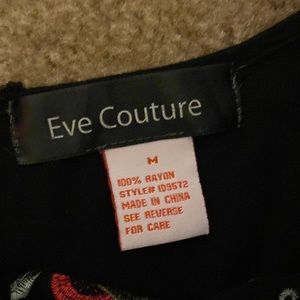 Eve Couture
M
100% RAYON
STYLE# ID3572
MADE IN CHINA
SEE REVERSE
FOR CARE